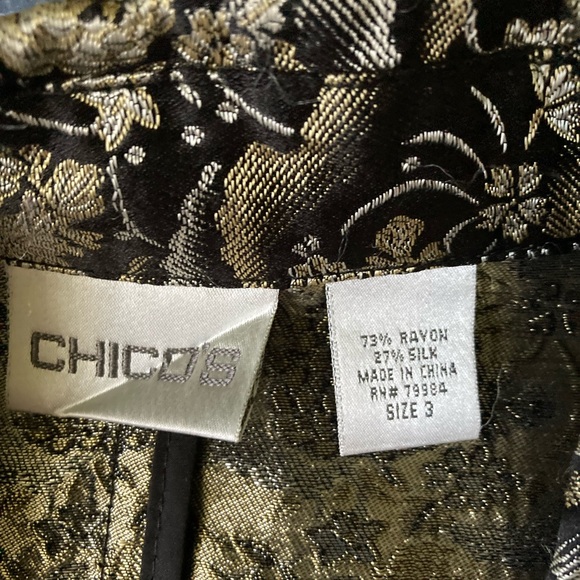 CHICO'S
73% RAYON
27% SILK
MADE IN CHINA
RN# 79984
SIZE 3